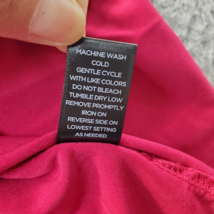 MACHINE WASH
COLD
GENTLE CYCLE
WITH LIKE COLORS
DO NOT BLEACH
TUMBLE DRY LOW
REMOVE PROMPTLY
IRON ON
REVERSE SIDE ON
LOWEST SETTING
AS NEEDED